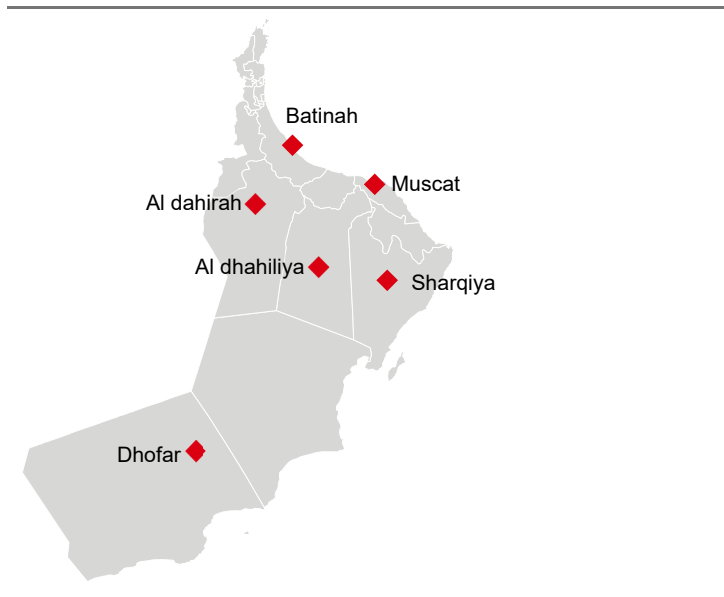 Batinah
Muscat
Al dahirah
Al dhahiliya
Sharqiya
Dhofar